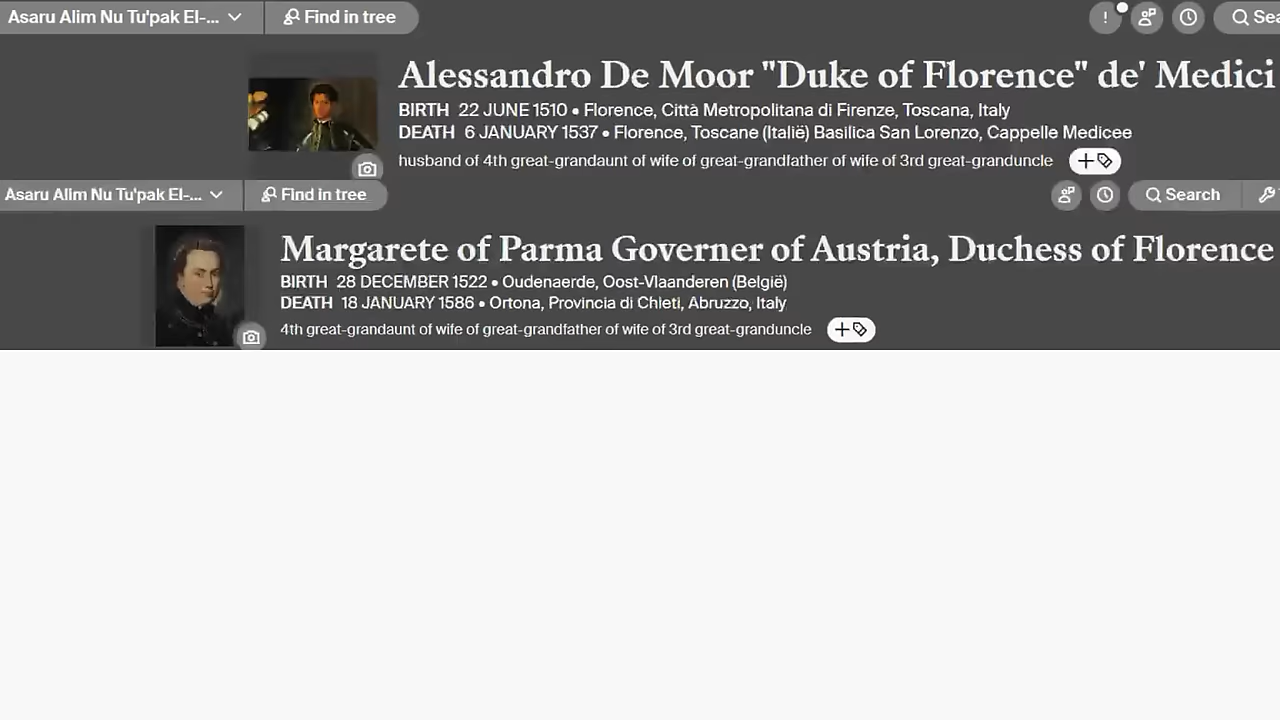 Asaru Alim Nu Tu'pak El-...
Find in tree
Alessandro De Moor "Duke of Florence" de' Medici
BIRTH 22 JUNE 1510 • Florence, Città Metropolitana di Firenze, Toscana, Italy
DEATH 6 JANUARY 1537 • Florence, Toscane (Italië) Basilica San Lorenzo, Cappelle Medicee
husband of 4th great-grandaunt of wife of great-grandfather of wife of 3rd great-granduncle
Asaru Alim Nu Tu'pak El-...
Find in tree
Search
Margarete of Parma Governer of Austria, Duchess of Florence
BIRTH 28 DECEMBER 1522 • Oudenaerde, Oost-Vlaanderen (België)
DEATH 18 JANUARY 1586 • Ortona, Provincia di Chieti, Abruzzo, Italy
4th great-grandaunt of wife of great-grandfather of wife of 3rd great-granduncle